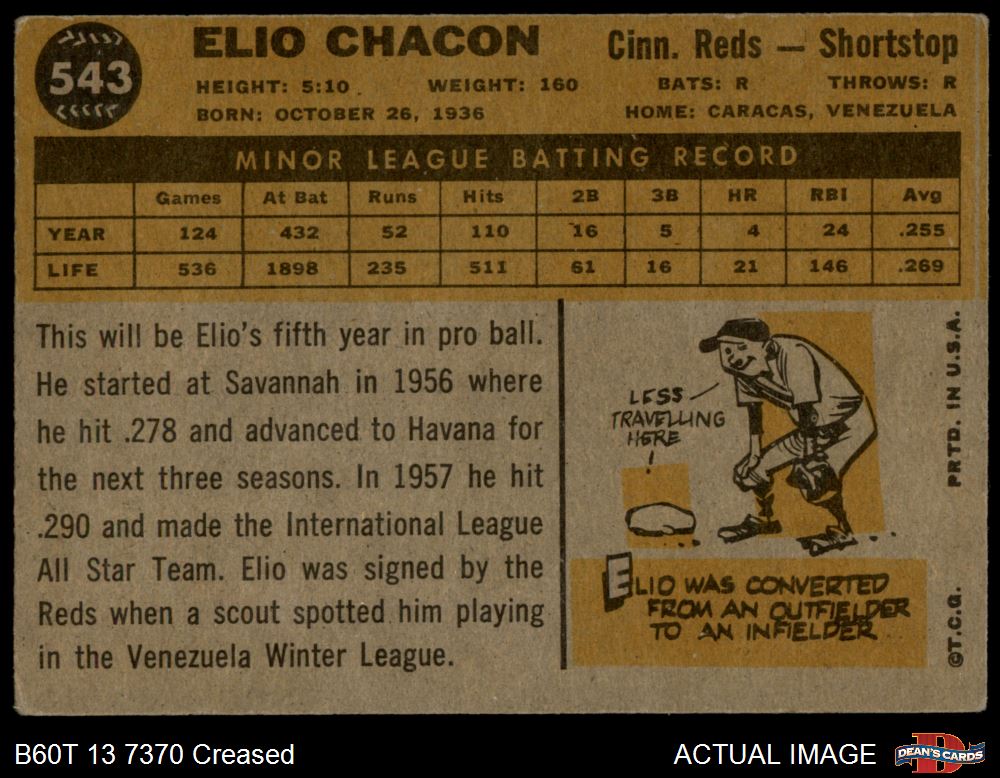 543
ELIO CHACON
Cinn. Reds — Shortstop
HEIGHT: 5:10 WEIGHT: 160 BATS: R THROWS: R
BORN: OCTOBER 26, 1936 HOME: CARACAS, VENEZUELA
MINOR LEAGUE BATTING RECORD
Games At Bat Runs Hits 2B 3B HR RBI Avg
YEAR 124 432 52 110 16 5 4 24 .255
LIFE 536 1898 235 511 61 16 21 146 .269
This will be Elio's fifth year in pro ball.
He started at Savannah in 1956 where
he hit .278 and advanced to Havana for
the next three seasons. In 1957 he hit
.290 and made the International League
All Star Team. Elio was signed by the
Reds when a scout spotted him playing
in the Venezuela Winter League.
LESS
TRAVELLING
HERE
!
ELIO WAS CONVERTED
FROM AN OUTFIELDER
TO AN INFIELDER
©T.C.G. PRTD. IN U.S.A.
B60T 13 7370 Creased
ACTUAL IMAGE
DEAN'S CARDS